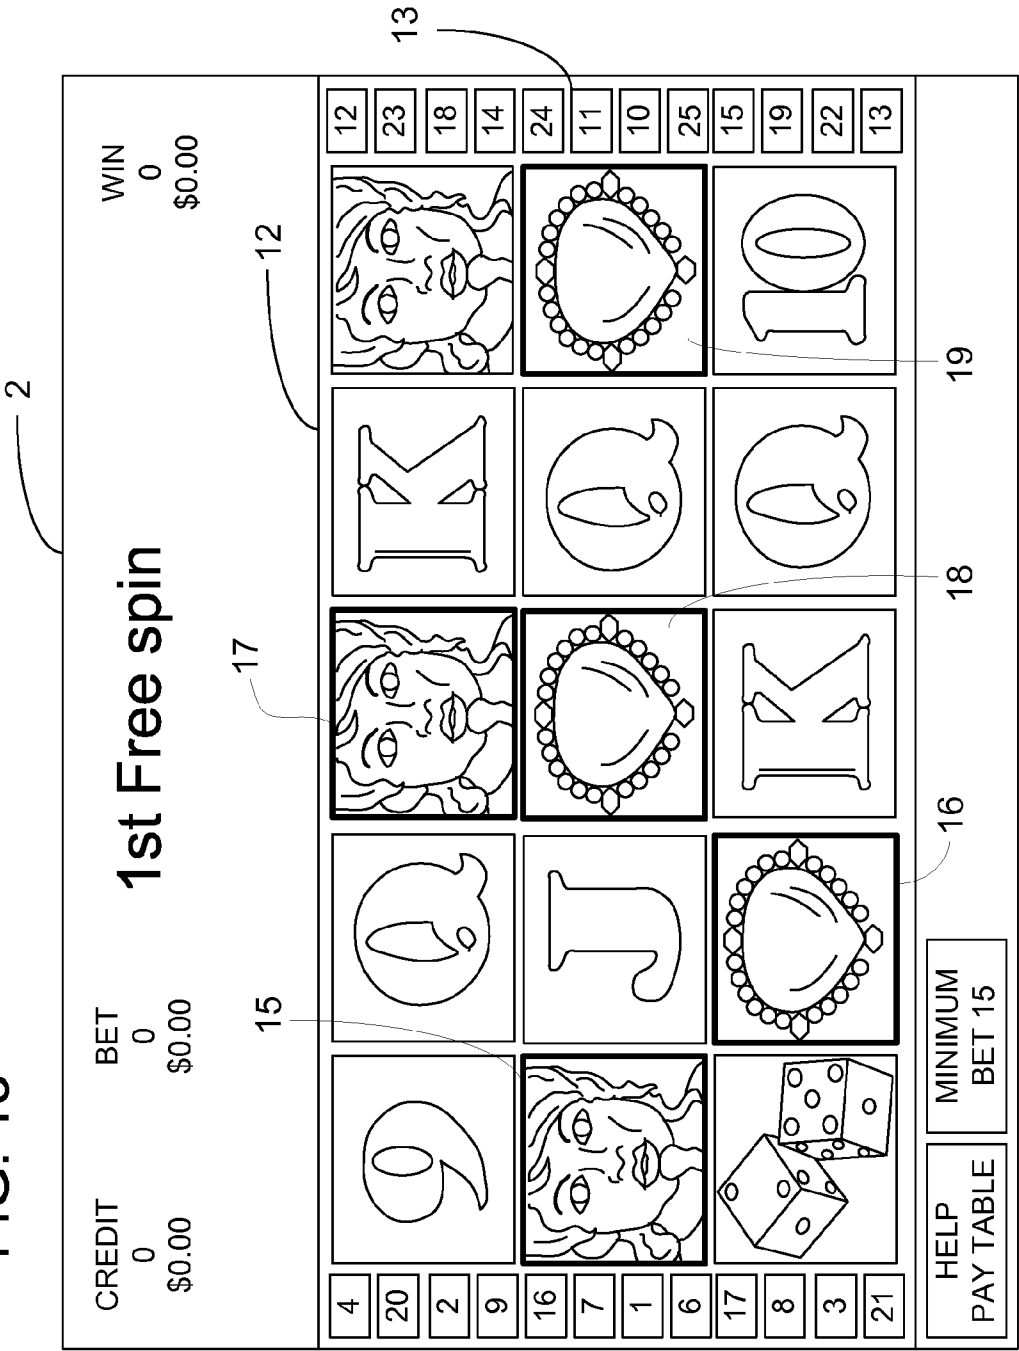 2
CREDIT BET WIN
0 0 0
1st Free spin
$0.00 $0.00 $0.00
17
15 12
13
4 12
20 23
9 Q K
2 18
9 14
16 24
7 11
J Q
1 10
6 25
17 15
8 19
K Q 10
3 22
21 13
16 18 19
HELP MINIMUM
PAY TABLE BET 15